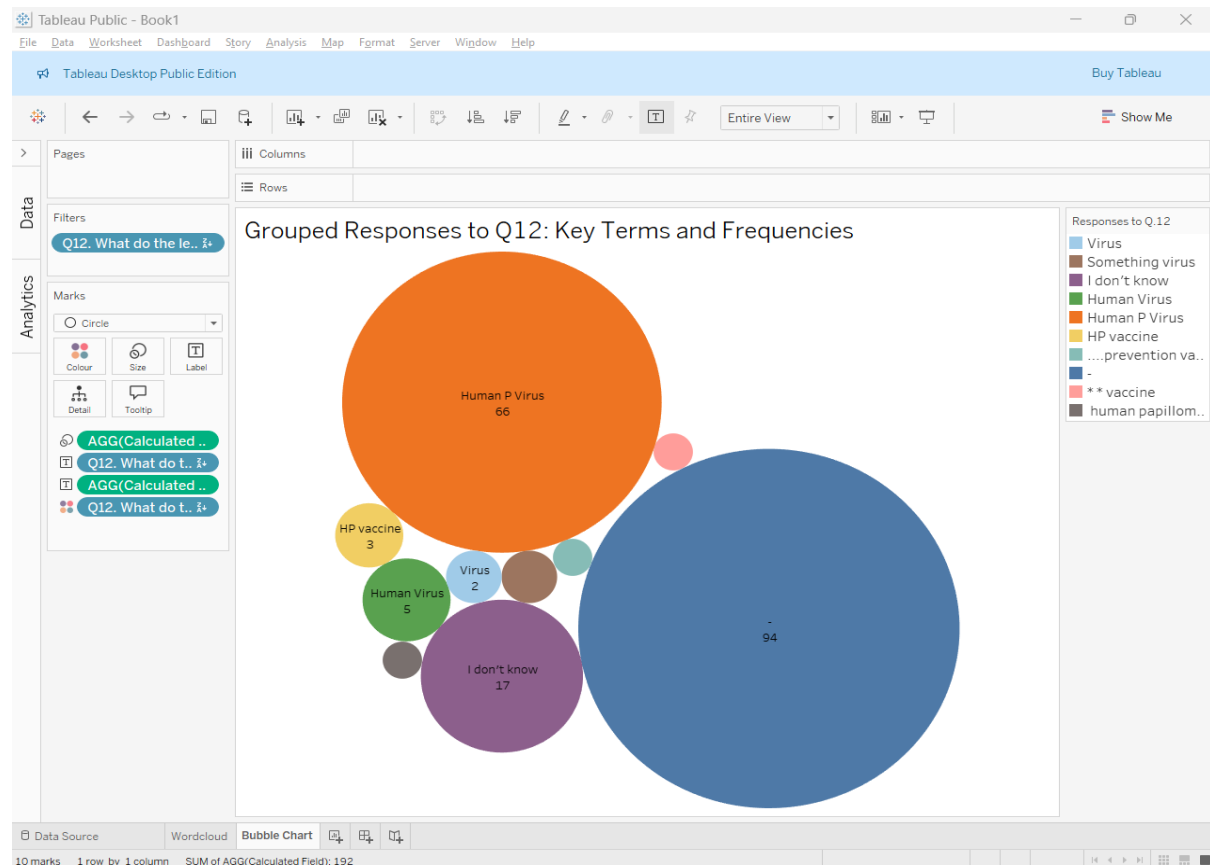 Tableau Public - Book1
File Data Worksheet Dashboard Story Analysis Map Format Server Window Help
Tableau Desktop Public Edition
Buy Tableau
Entire View
Show Me
Data
Analytics
Pages
Filters
Q12. What do the le..
Marks
Circle
Colour Size Label
Detail Tooltip
AGG(Calculated ..
Q12. What do t..
AGG(Calculated ..
Q12. What do t..
Columns
Rows
Grouped Responses to Q12: Key Terms and Frequencies
Human P Virus
66
HP vaccine
3
Virus
2
Human Virus
5
I don't know
17
-
94
Responses to Q.12
Virus
Something virus
I don't know
Human Virus
Human P Virus
HP vaccine
....prevention va..
-
* * vaccine
human papillom..
Data Source Wordcloud Bubble Chart
10 marks 1 row by 1 column SUM of AGG(Calculated Field): 192